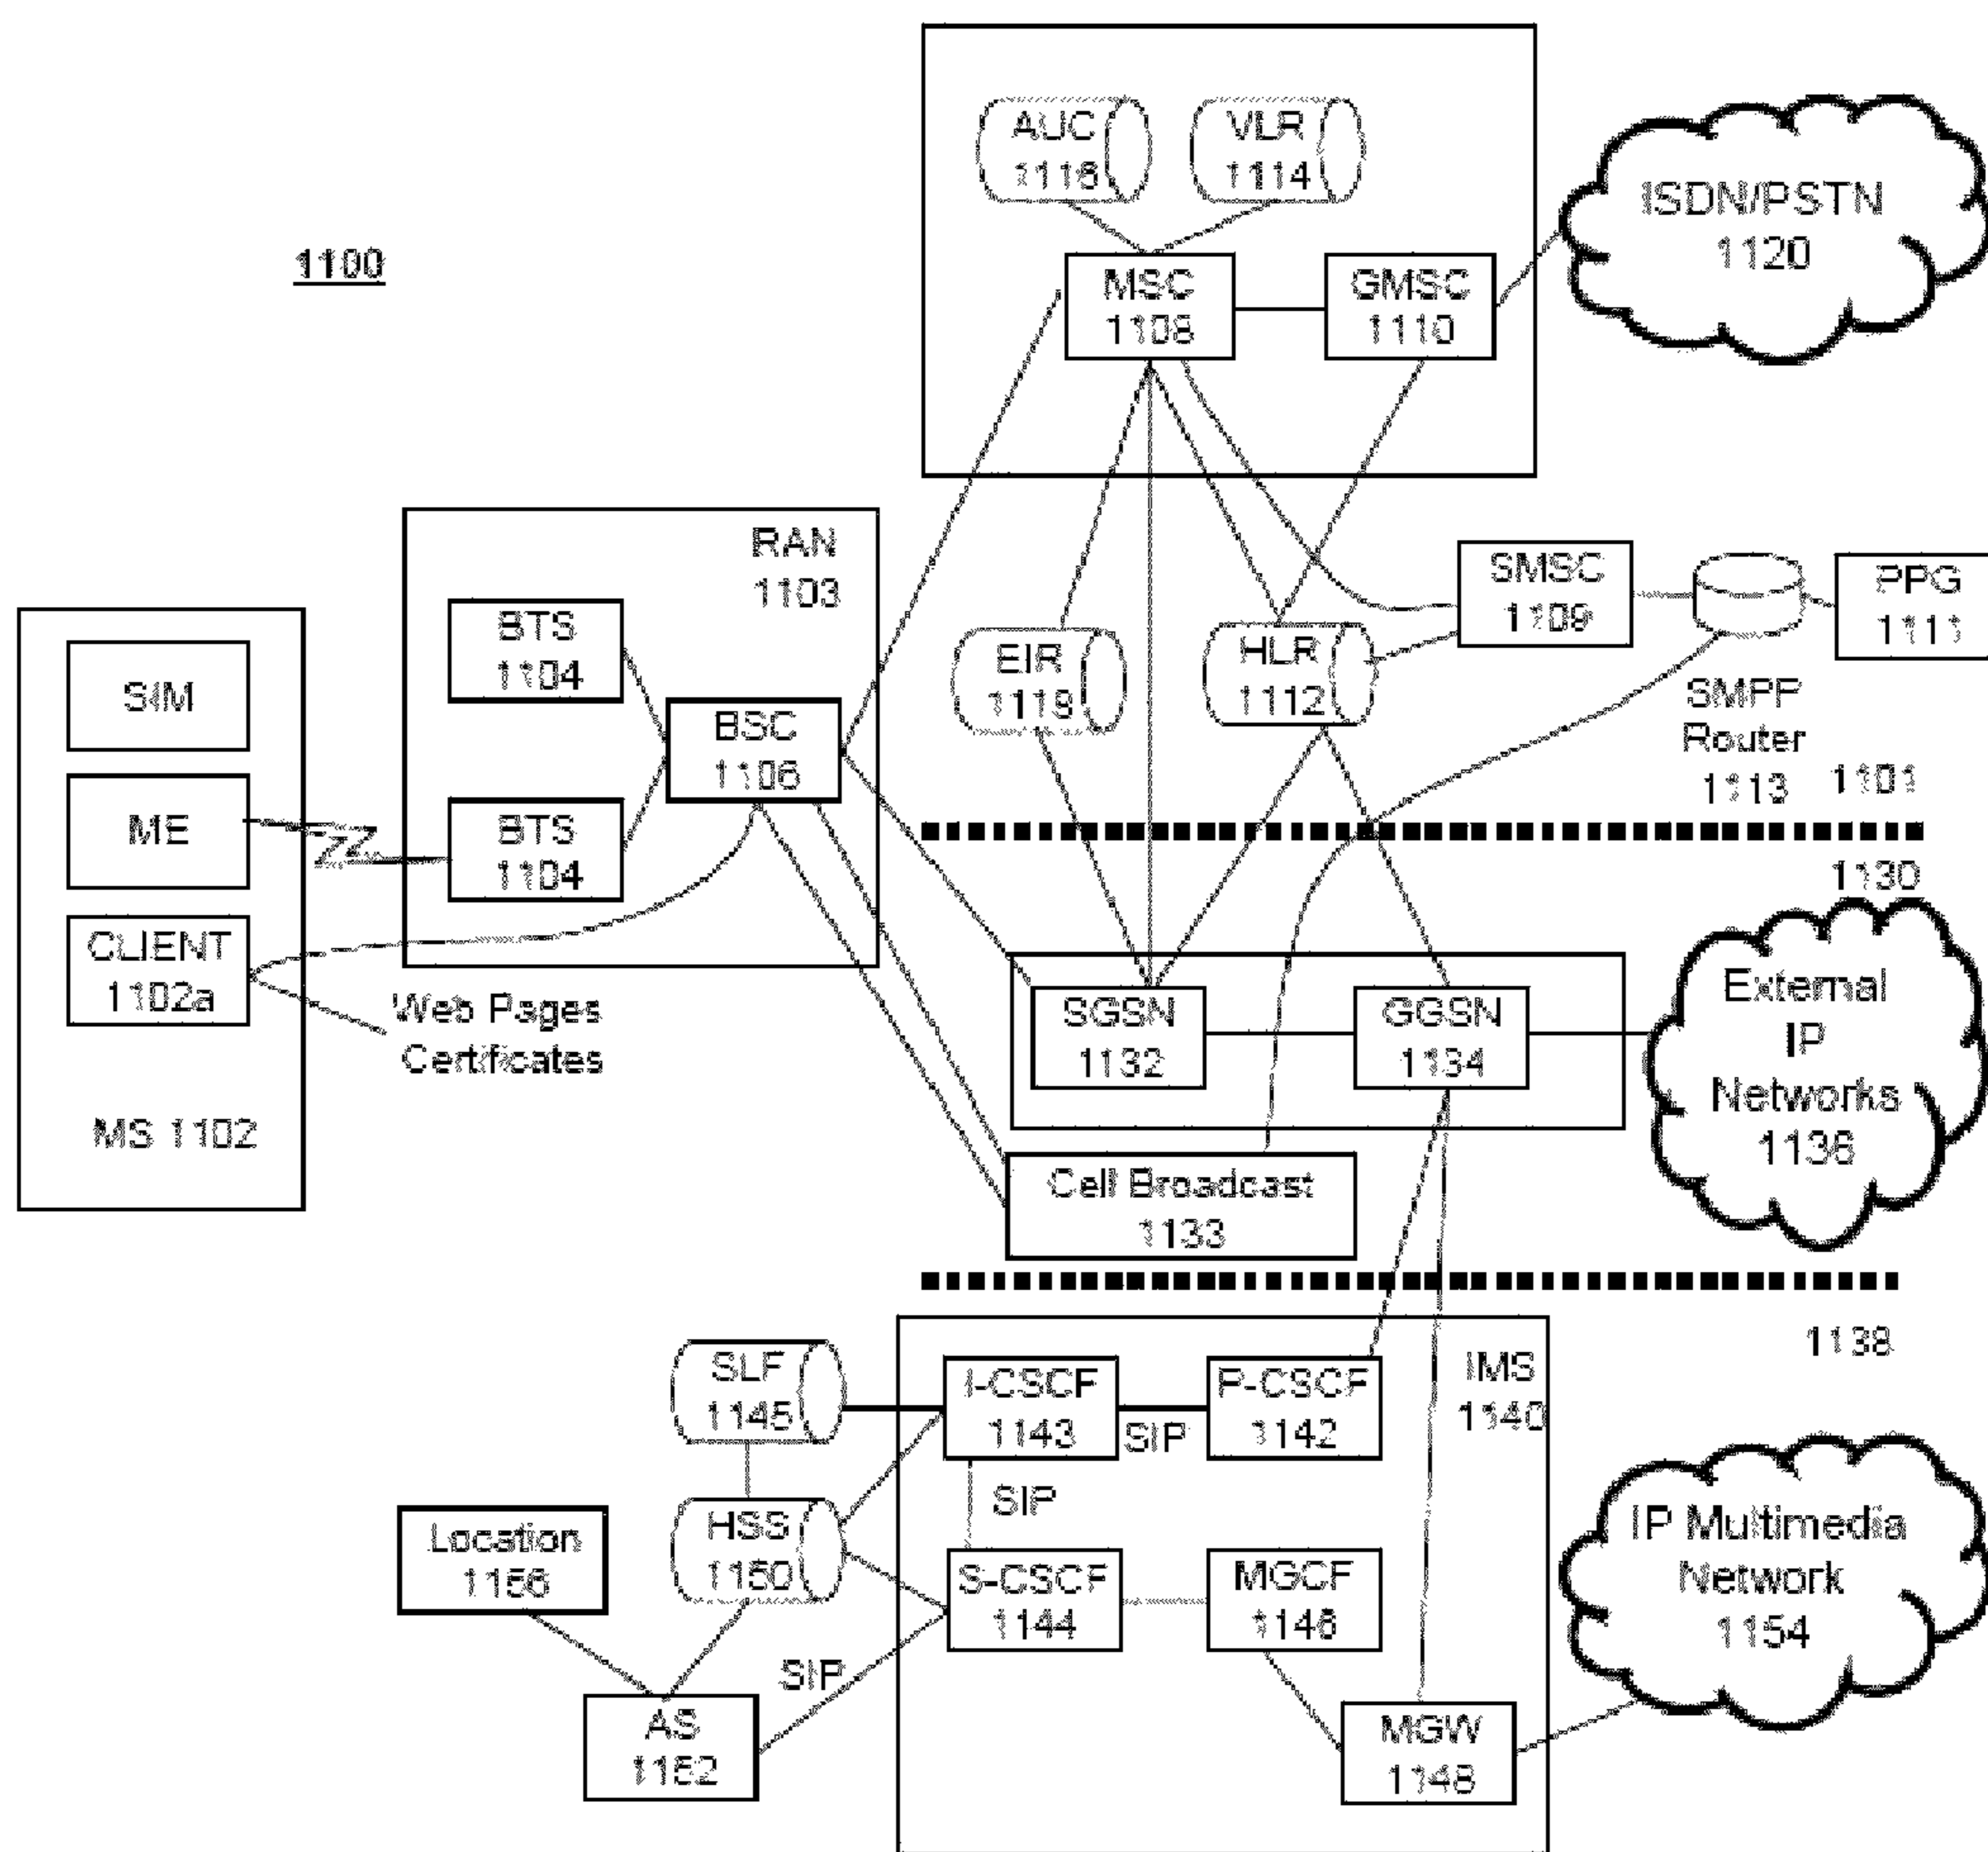 1100
AUC
1116
VLR
1114
MSC
1108
GMSC
1110
ISDN/PSTN
1120
RAN
1103
BTS
1104
BSC
1106
BTS
1104
SIM
ME
CLIENT
1102a
MS 1102
Web Pages
Certificates
EIR
1119
HLR
1112
SMSC
1109
SMPP
Router
1113
PPG
1111
1101
1130
SGSN
1132
GGSN
1134
External
IP
Networks
1136
Cell Broadcast
1133
1138
SLF
1145
I-CSCF
1143
SIP
P-CSCF
1142
IMS
1140
SIP
Location
1156
HSS
1150
S-CSCF
1144
MGCF
1146
IP Multimedia
Network
1154
SIP
AS
1152
MGW
1148